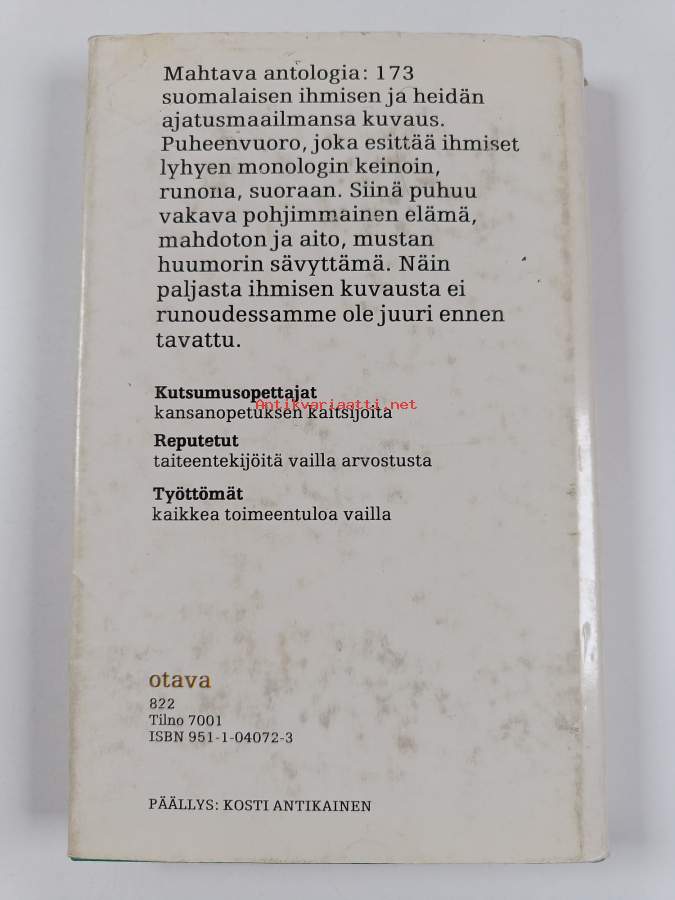 Mahtava antologia: 173
suomalaisen ihmisen ja heidän
ajatusmaailmansa kuvaus.
Puheenvuoro, joka esittää ihmiset
lyhyen monologin keinoin,
runona, suoraan. Siinä puhuu
vakava pohjimmainen elämä,
mahdoton ja aito, mustan
huumorin sävyttämä. Näin
paljasta ihmisen kuvausta ei
runoudessamme ole juuri ennen
tavattu.
Kutsumusopettajat
Antikvariaatti.net
kansanopetuksen kaitsijoita
Reputetut
taiteentekijöitä vailla arvostusta
Työttömät
kaikkea toimeentuloa vailla
otava
822
Tilno 7001
ISBN 951-1-04072-3
PÄÄLLYS: KOSTI ANTIKAINEN